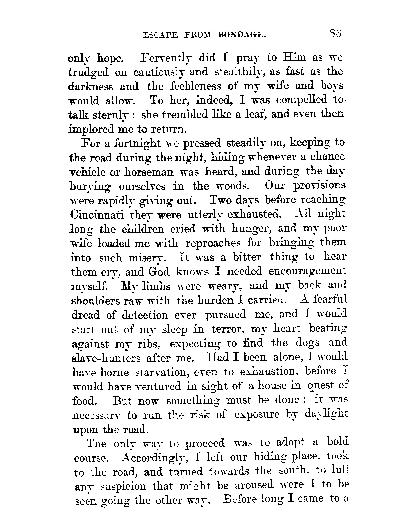 ESCAPE FROM BONDAGE. 85
only hope. Fervently did I pray to Him as we
trudged on cautiously and stealthily, as fast as the
darkness and the feebleness of my wife and boys
would allow. To her, indeed, I was compelled to
talk sternly: she trembled like a leaf, and even then
implored me to return.
For a fortnight we pressed steadily on, keeping to
the road during the night, hiding whenever a chance
vehicle or horseman was heard, and during the day
burying ourselves in the woods. Our provisions
were rapidly giving out. Two days before reaching
Cincinnati they were utterly exhausted. All night
long the children cried with hunger, and my poor
wife loaded me with reproaches for bringing them
into such misery. It was a bitter thing to hear
them cry, and God knows I needed encouragement
myself. My limbs were weary, and my back and
shoulders raw with the burden I carried. A fearful
dread of detection ever pursued me, and I would
start out of my sleep in terror, my heart beating
against my ribs, expecting to find the dogs and
slave-hunters after me. Had I been alone, I would
have borne starvation, even to exhaustion, before I
would have ventured in sight of a house in quest of
food. But now something must be done; it was
necessary to run the risk of exposure by daylight
upon the road.
The only way to proceed was to adopt a bold
course. Accordingly, I left our hiding place, took
to the road, and turned towards the south, to lull
any suspicion that might be aroused were I to be
seen going the other way. Before long I came to a